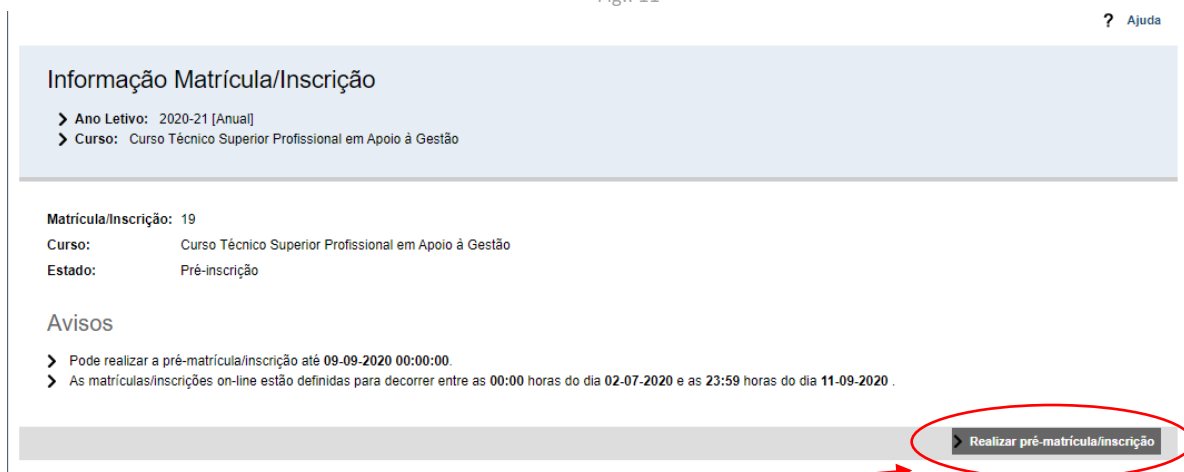 ? Ajuda
Informação Matrícula/Inscrição
Ano Letivo: 2020-21 [Anual]
Curso: Curso Técnico Superior Profissional em Apoio à Gestão
Matrícula/Inscrição: 19
Curso: Curso Técnico Superior Profissional em Apoio à Gestão
Estado: Pré-inscrição
Avisos
Pode realizar a pré-matrícula/inscrição até 09-09-2020 00:00:00.
As matrículas/inscrições on-line estão definidas para decorrer entre as 00:00 horas do dia 02-07-2020 e as 23:59 horas do dia 11-09-2020 .
Realizar pré-matrícula/inscrição